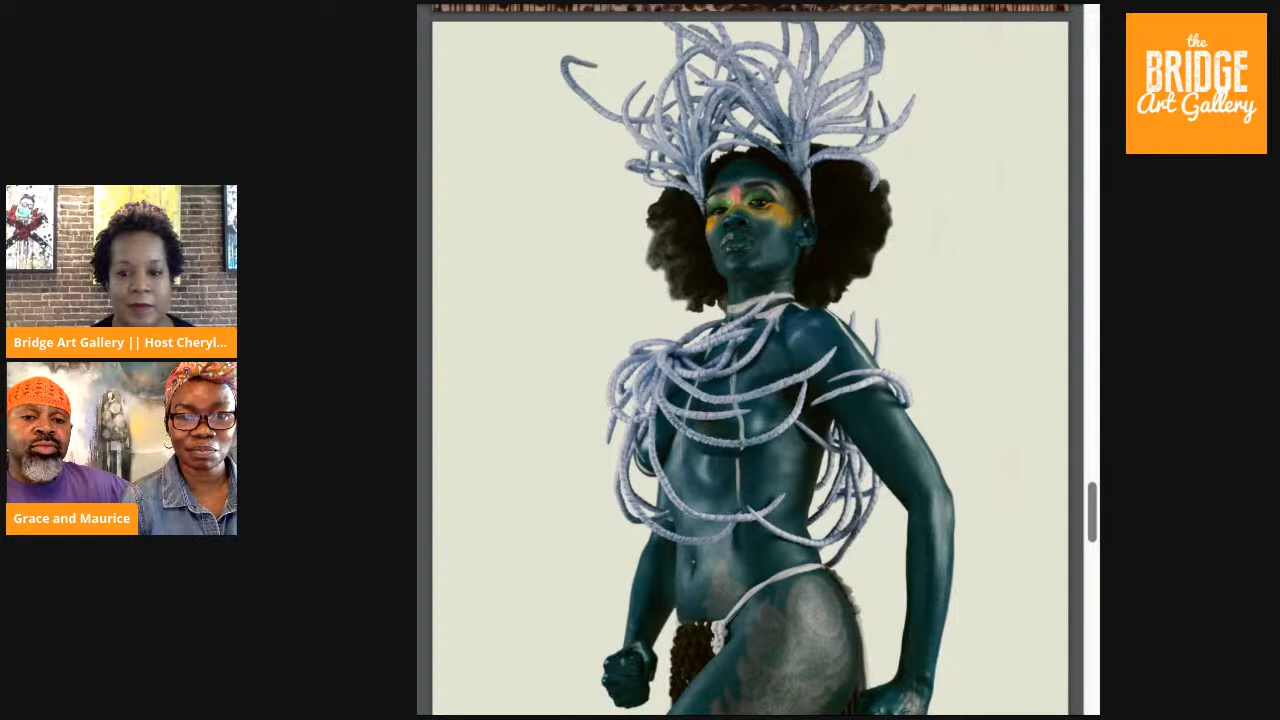 the
BRIDGE
Art Gallery
Bridge Art Gallery || Host Cheryl...
Grace and Maurice